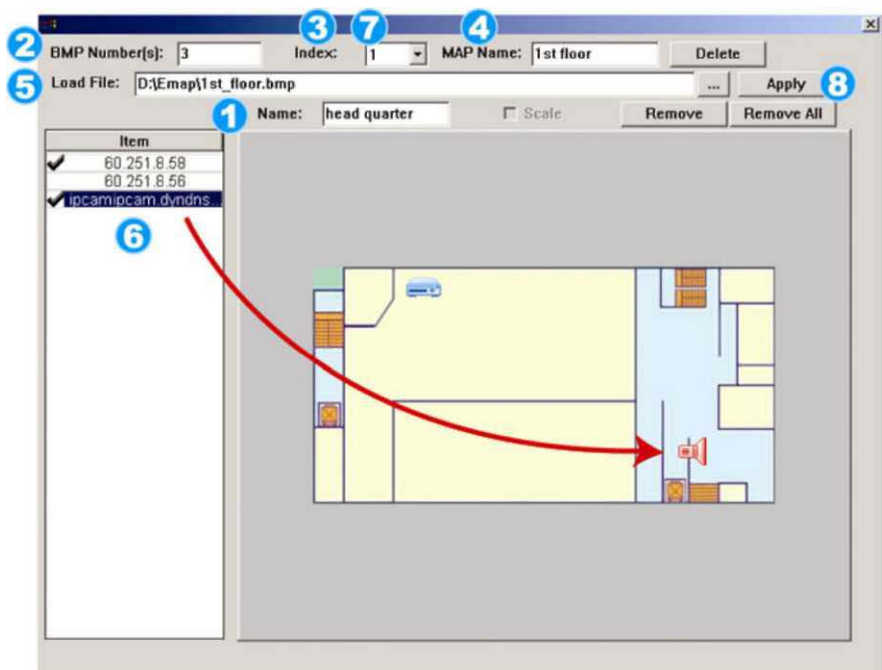 3 7 4
2 BMP Number(s): 3 Index: 1 MAP Name: 1st floor Delete
5 Load File: D:\Emap\1st_floor.bmp ... Apply 8
1 Name: head quarter Scale Remove Remove All
Item
60.251.8.58
60.251.8.56
ipcamipcam.dyndns...
6